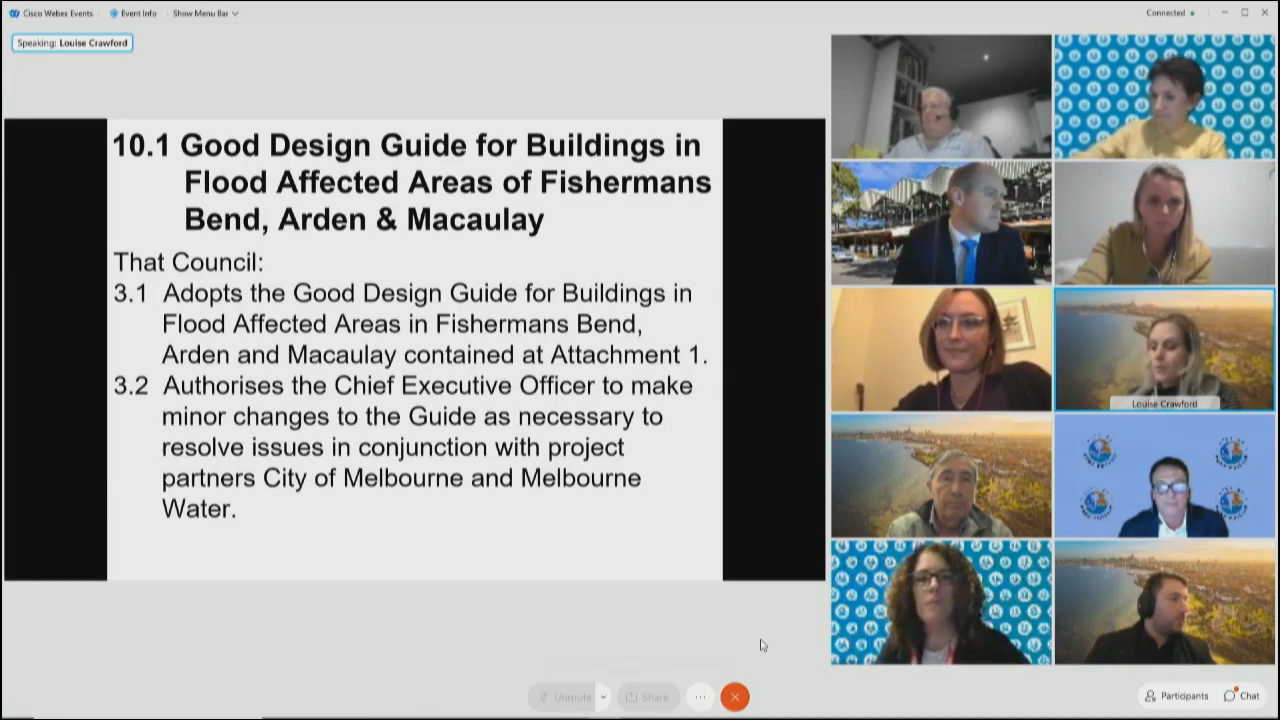 Cisco Webex Events
Event Info
Show Menu Bar
Connected
Speaking: Louise Crawford
10.1 Good Design Guide for Buildings in
Flood Affected Areas of Fishermans
Bend, Arden & Macaulay
That Council:
3.1 Adopts the Good Design Guide for Buildings in
Flood Affected Areas in Fishermans Bend,
Arden and Macaulay contained at Attachment 1.
3.2 Authorises the Chief Executive Officer to make
minor changes to the Guide as necessary to
resolve issues in conjunction with project
partners City of Melbourne and Melbourne
Water.
Louise Crawford
Unmute
Share
Participants
Chat